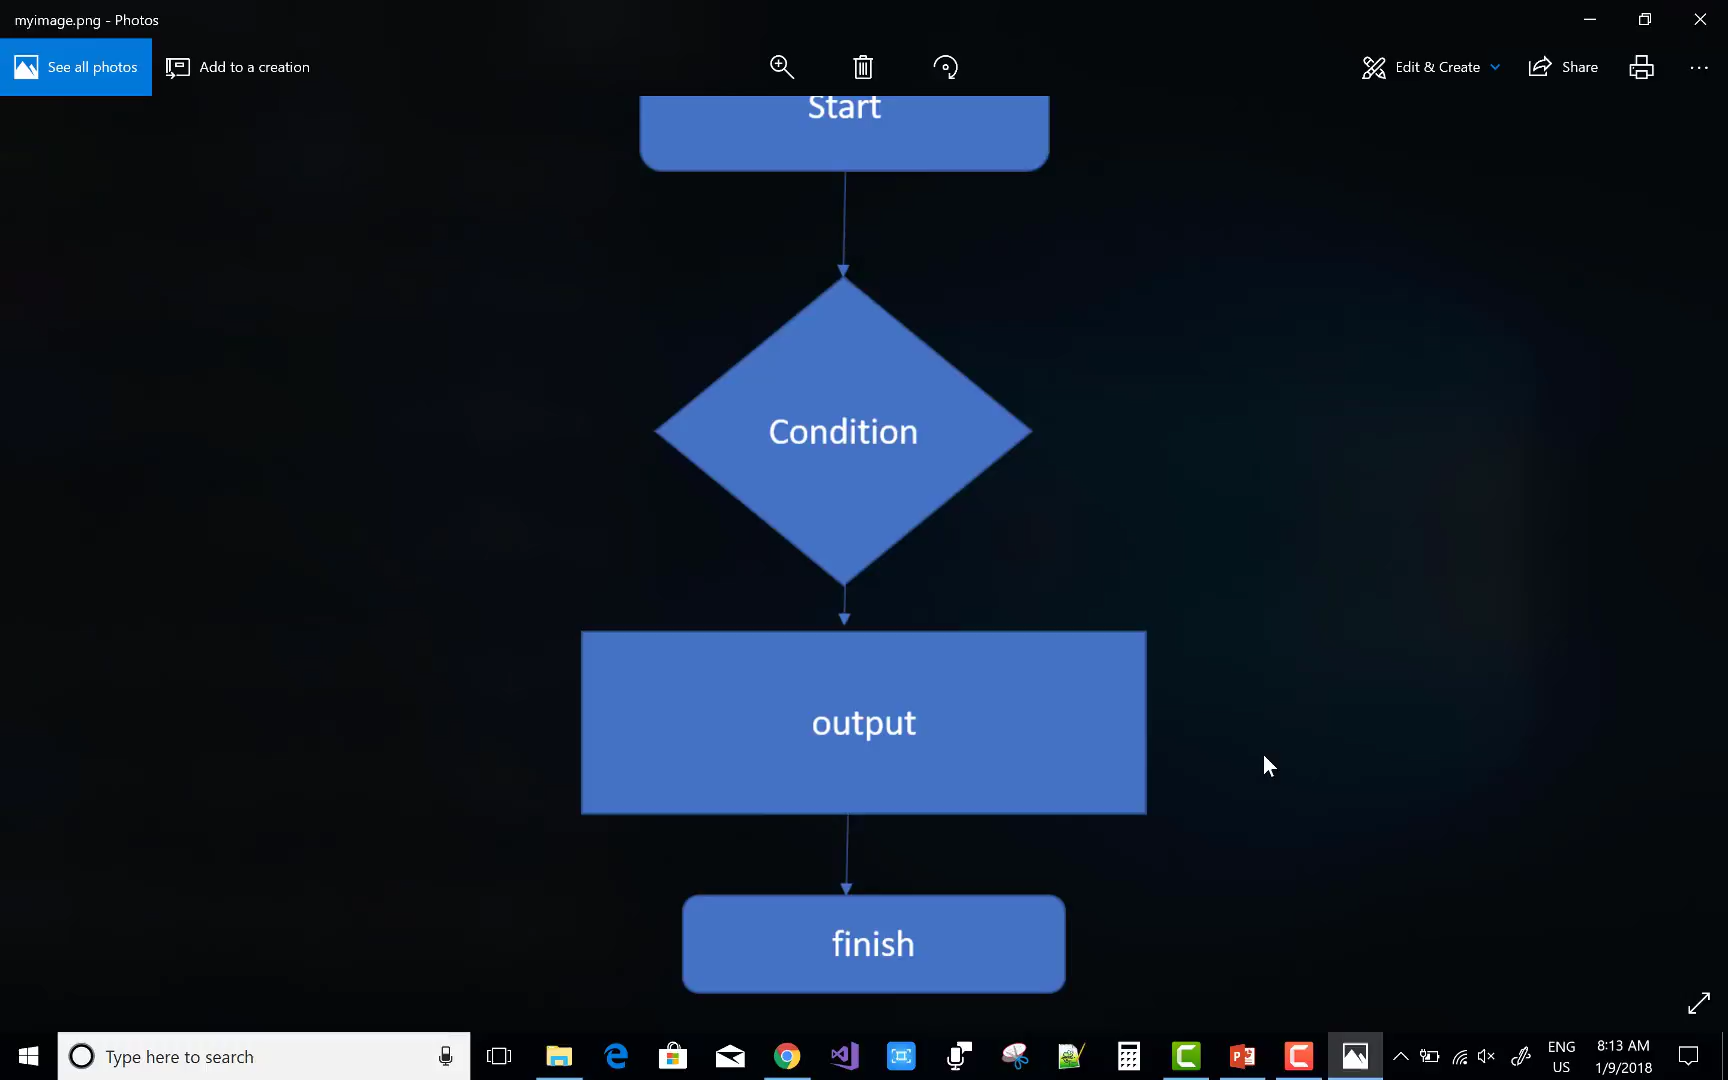 myimage.png - Photos
See all photos
Add to a creation
Edit & Create
Share
Start
Condition
output
finish
Type here to search
ENG
US
8:13 AM
1/9/2018